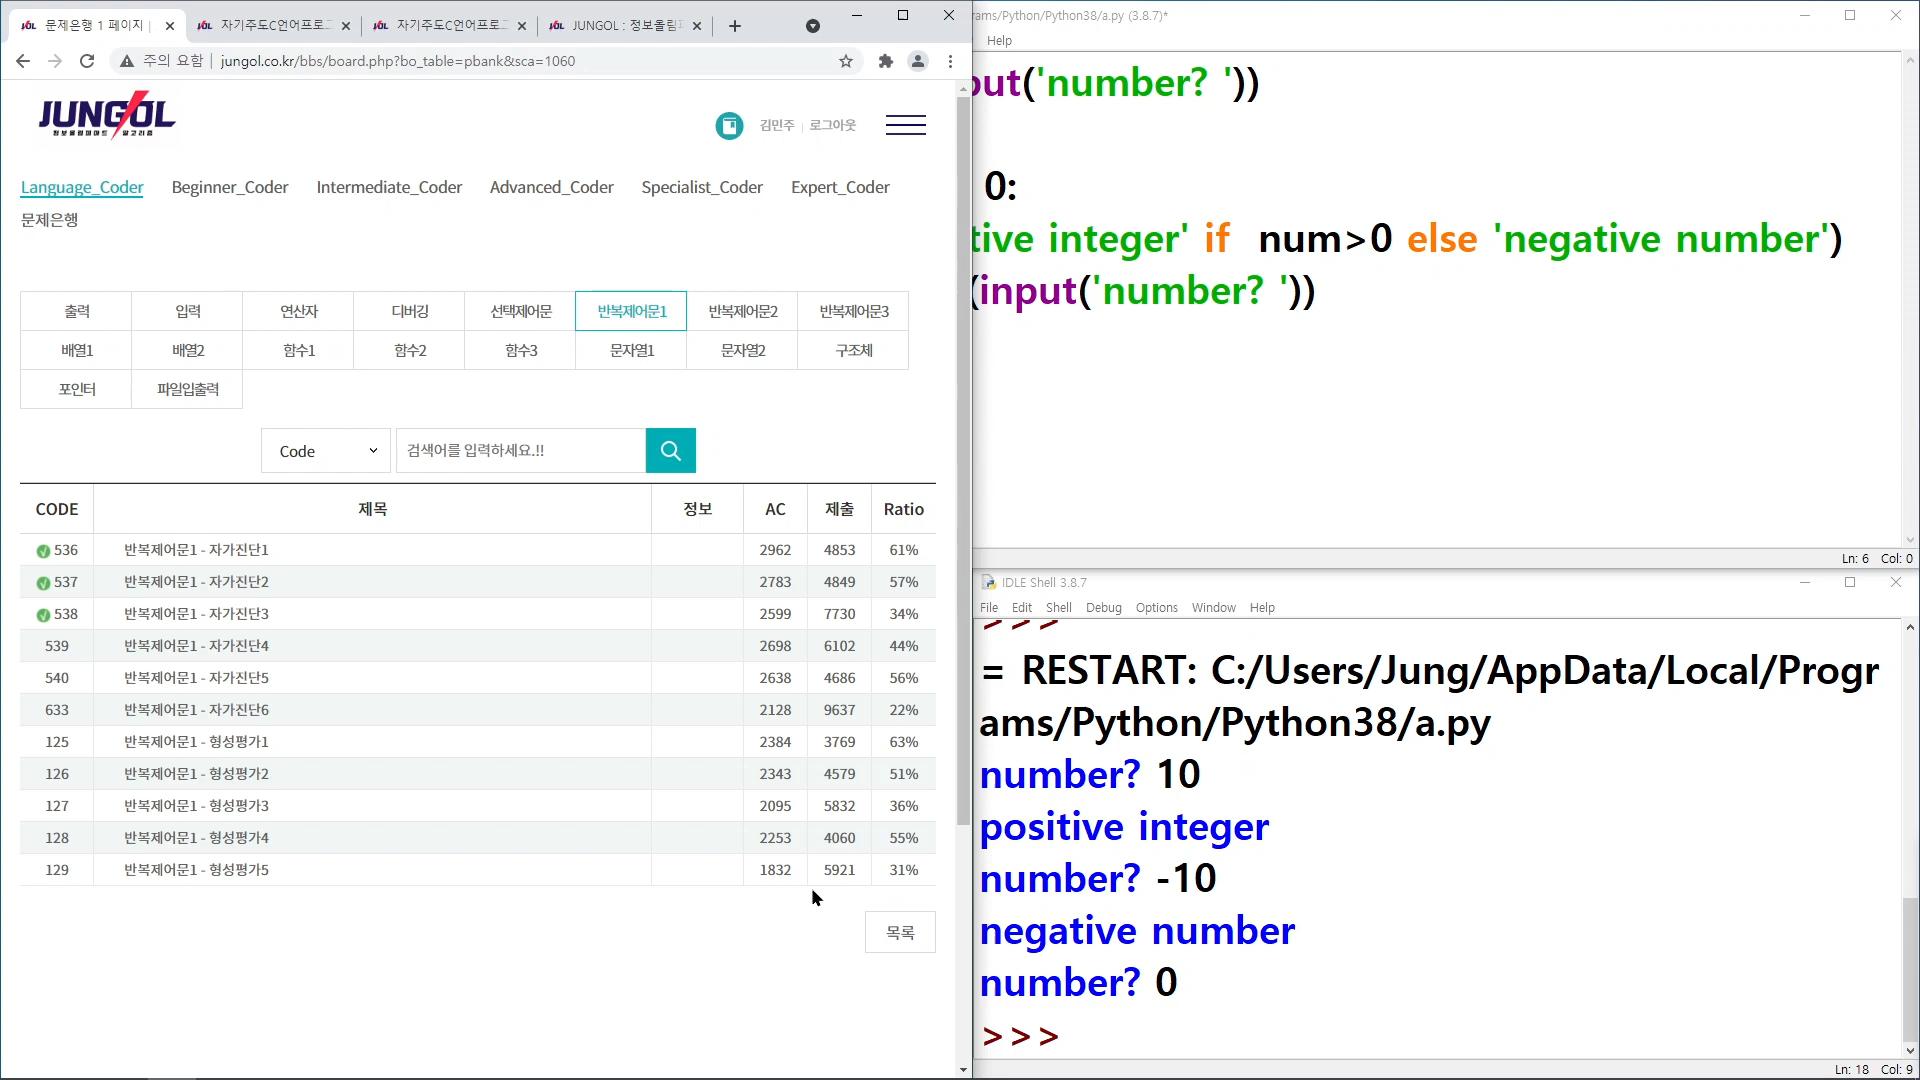 문제은행 1 페이지 |
자기주도C언어프로그
자기주도C언어프로그
JUNGOL : 정보올림피
주의 요함 | jungol.co.kr/bbs/board.php?bo_table=pbank&sca=1060
JUNGOL
정보올림피아드 & 알고리즘
김민주 | 로그아웃
Language_Coder Beginner_Coder Intermediate_Coder Advanced_Coder Specialist_Coder Expert_Coder
문제은행
출력 입력 연산자 디버깅 선택제어문 반복제어문1 반복제어문2 반복제어문3
배열1 배열2 함수1 함수2 함수3 문자열1 문자열2 구조체
포인터 파일입출력
Code 검색어를 입력하세요.!!
CODE 제목 정보 AC 제출 Ratio
536 반복제어문1 - 자가진단1 2962 4853 61%
537 반복제어문1 - 자가진단2 2783 4849 57%
538 반복제어문1 - 자가진단3 2599 7730 34%
539 반복제어문1 - 자가진단4 2698 6102 44%
540 반복제어문1 - 자가진단5 2638 4686 56%
633 반복제어문1 - 자가진단6 2128 9637 22%
125 반복제어문1 - 형성평가1 2384 3769 63%
126 반복제어문1 - 형성평가2 2343 4579 51%
127 반복제어문1 - 형성평가3 2095 5832 36%
128 반복제어문1 - 형성평가4 2253 4060 55%
129 반복제어문1 - 형성평가5 1832 5921 31%
목록
rams/Python/Python38/a.py (3.8.7)*
Help
put('number? '))
0:
tive integer' if num>0 else 'negative number')
(input('number? '))
Ln: 6 Col: 0
IDLE Shell 3.8.7
File Edit Shell Debug Options Window Help
>>>
= RESTART: C:/Users/Jung/AppData/Local/Progr
ams/Python/Python38/a.py
number? 10
positive integer
number? -10
negative number
number? 0
>>>
Ln: 18 Col: 9